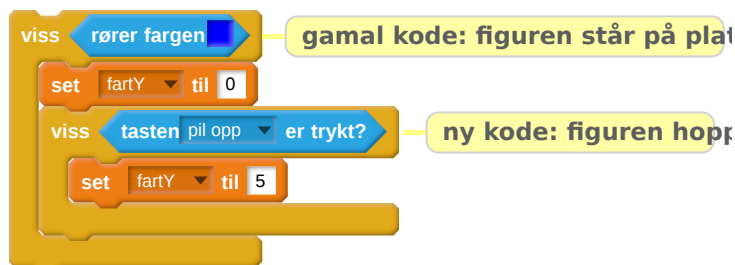 viss rører fargen gamal kode: figuren står på plat
set fartY til 0
viss tasten pil opp er trykt? ny kode: figuren hopp
set fartY til 5